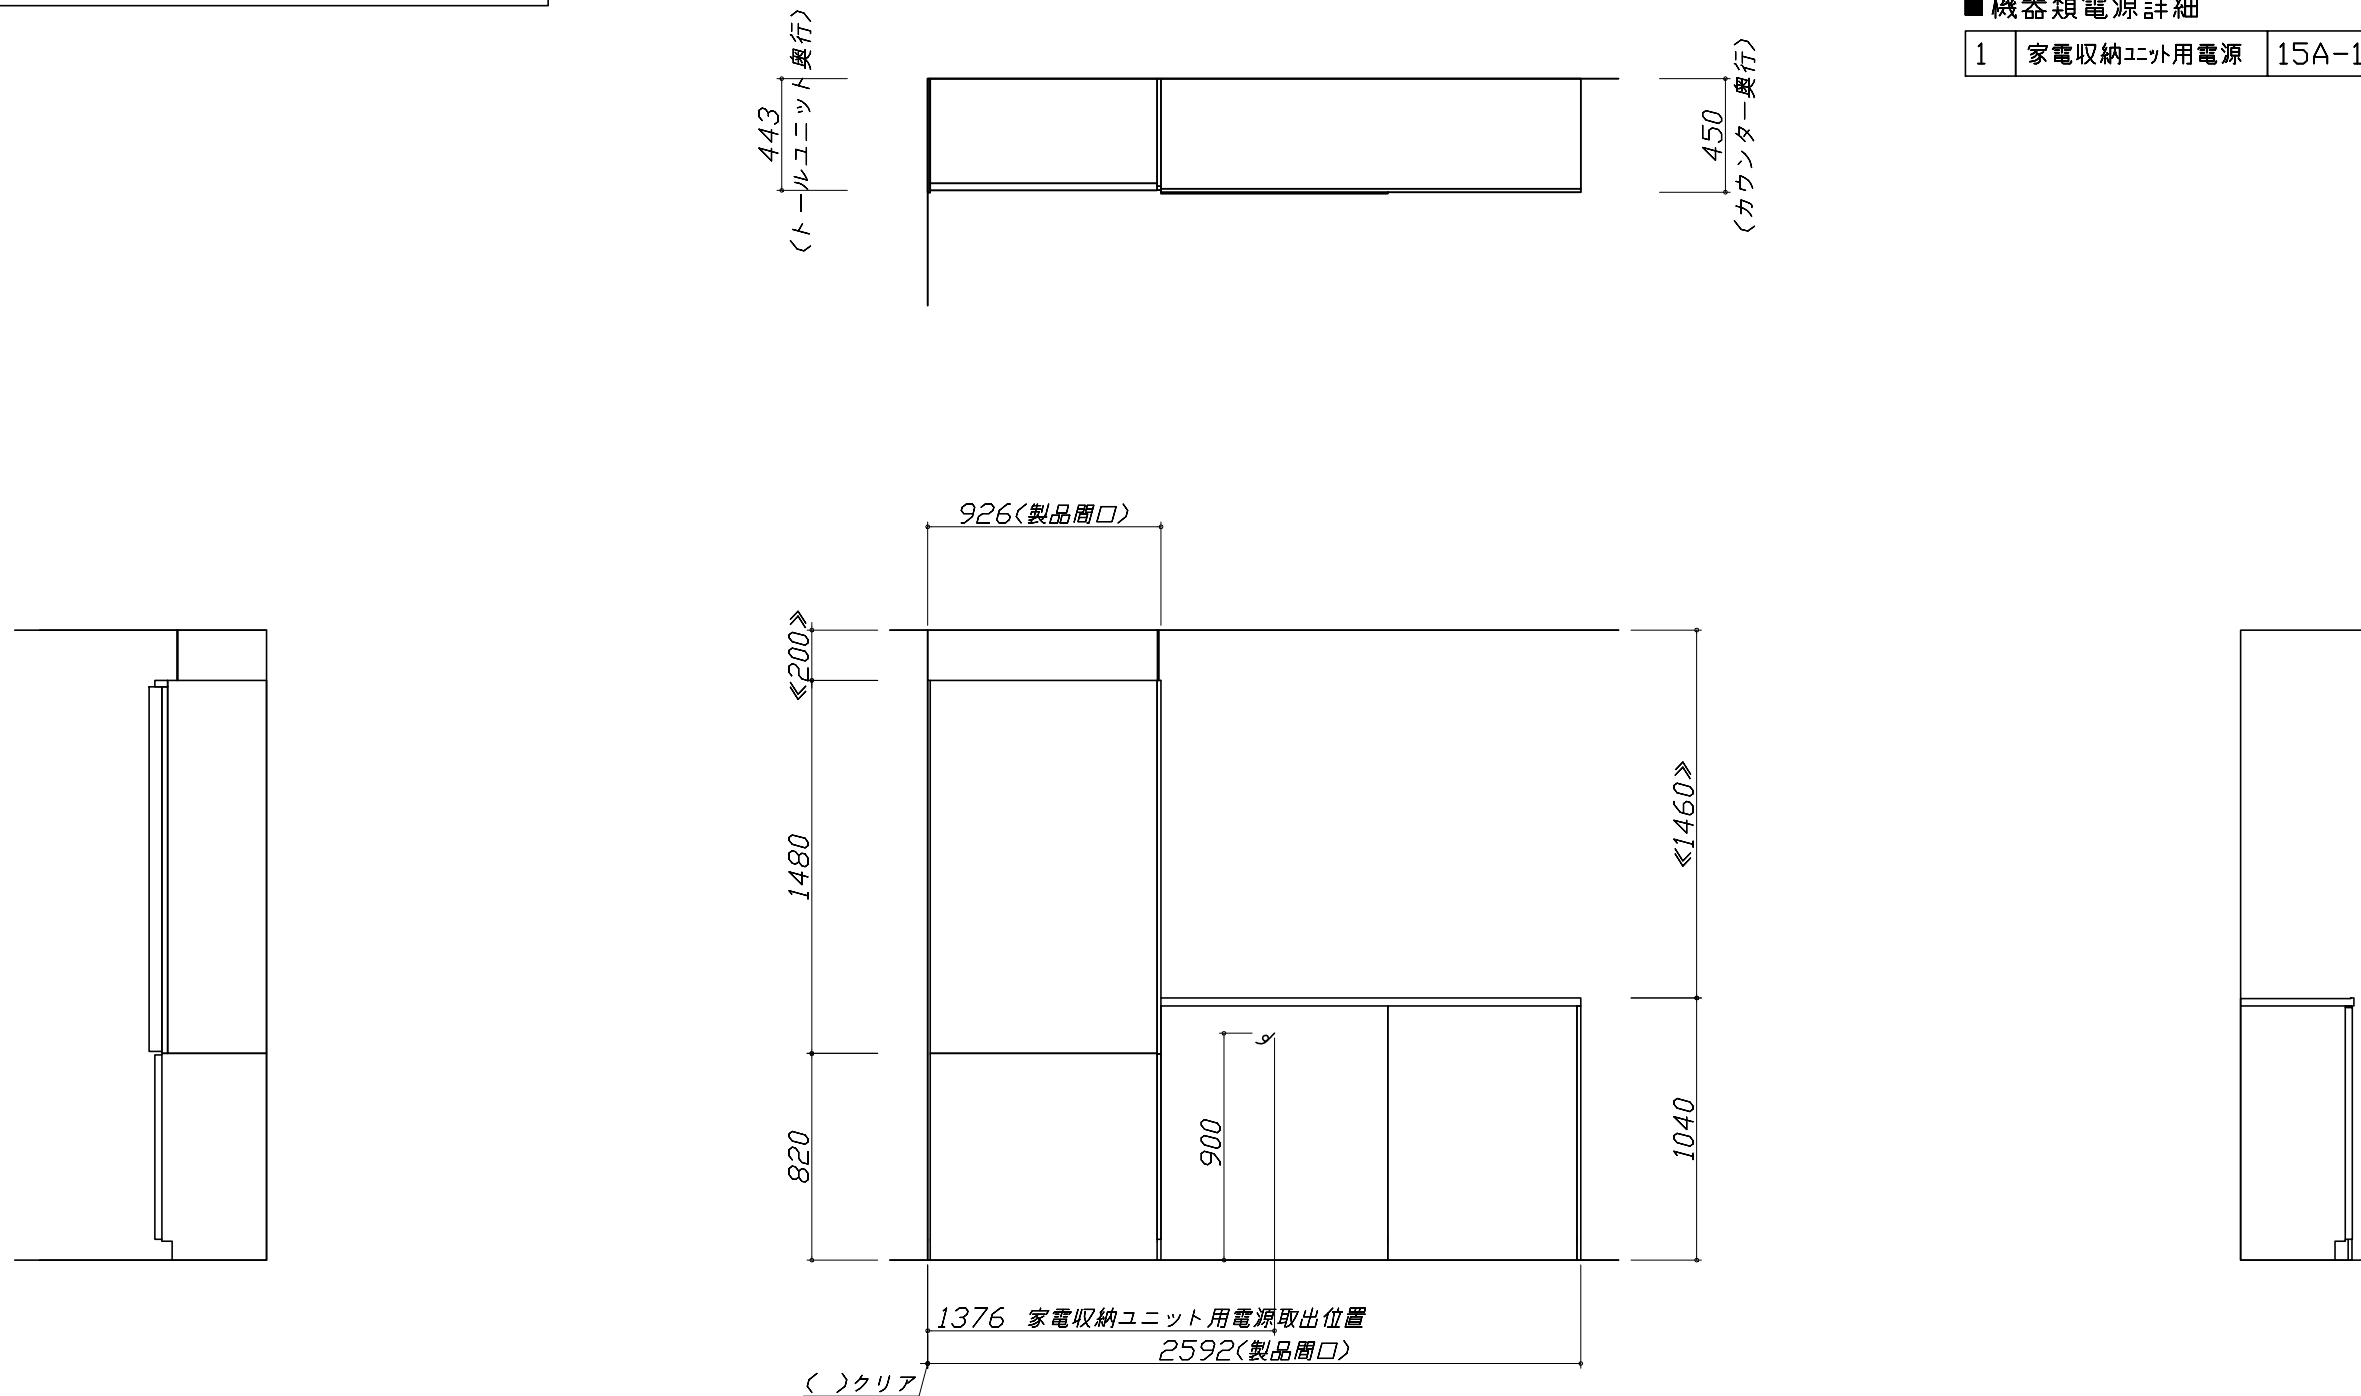 ■機器類電源詳細
1 家電収納ユニット用電源 15A-1
443
(トールユニット奥行)
450
(カウンター奥行)
926(製品間口)
≪200≫
1480
820
≪1460≫
1040
900
1376 家電収納ユニット用電源取出位置
2592(製品間口)
( )クリア